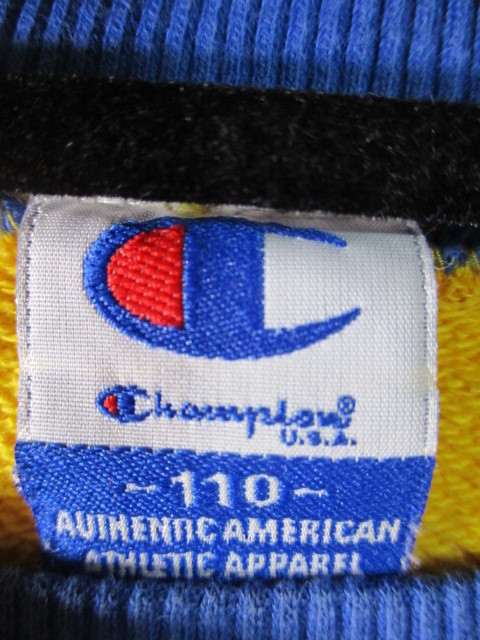 Champion®
U.S.A.
~110~
AUTHENTIC AMERICAN
ATHLETIC APPAREL